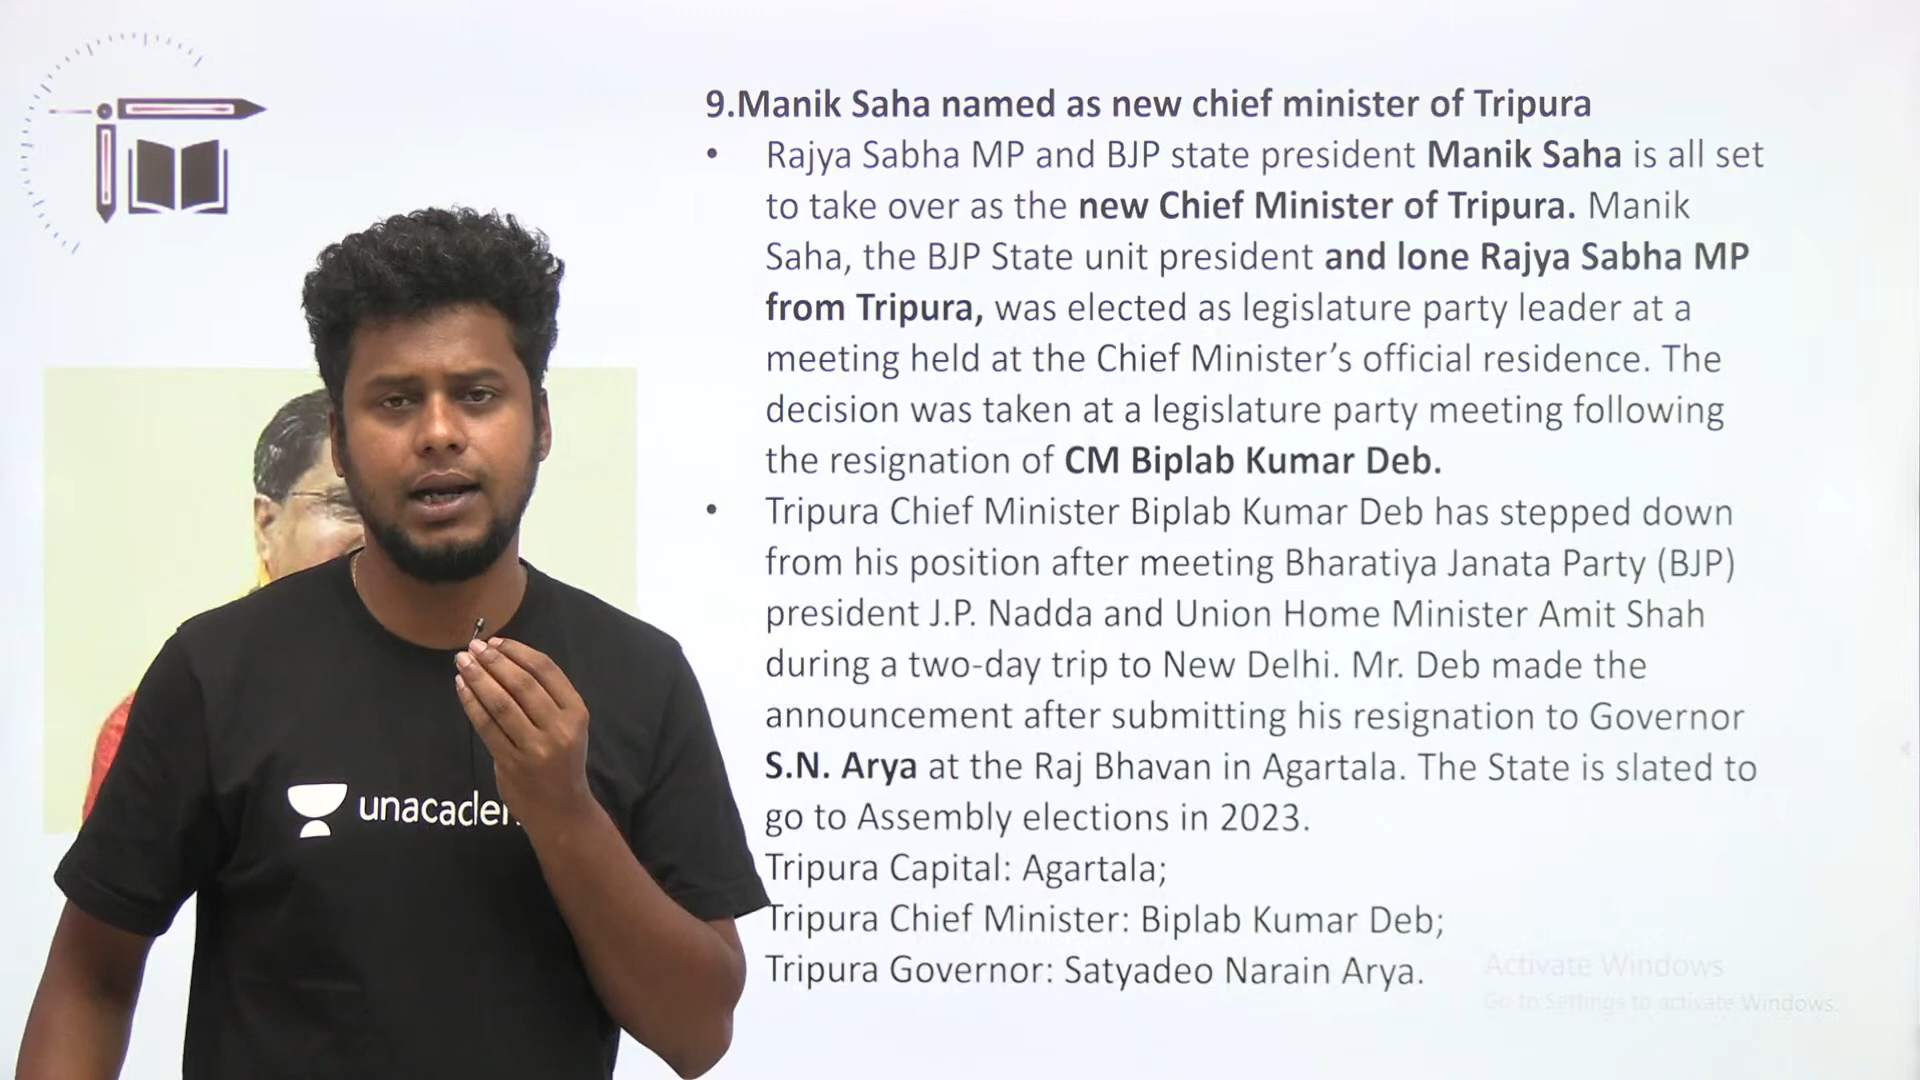 9.Manik Saha named as new chief minister of Tripura
• Rajya Sabha MP and BJP state president Manik Saha is all set
to take over as the new Chief Minister of Tripura. Manik
Saha, the BJP State unit president and lone Rajya Sabha MP
from Tripura, was elected as legislature party leader at a
meeting held at the Chief Minister’s official residence. The
decision was taken at a legislature party meeting following
the resignation of CM Biplab Kumar Deb.
• Tripura Chief Minister Biplab Kumar Deb has stepped down
from his position after meeting Bharatiya Janata Party (BJP)
president J.P. Nadda and Union Home Minister Amit Shah
during a two-day trip to New Delhi. Mr. Deb made the
announcement after submitting his resignation to Governor
S.N. Arya at the Raj Bhavan in Agartala. The State is slated to
go to Assembly elections in 2023.
Tripura Capital: Agartala;
Tripura Chief Minister: Biplab Kumar Deb;
Tripura Governor: Satyadeo Narain Arya.
unacade
Activate Windows
Go to Settings to activate Windows.